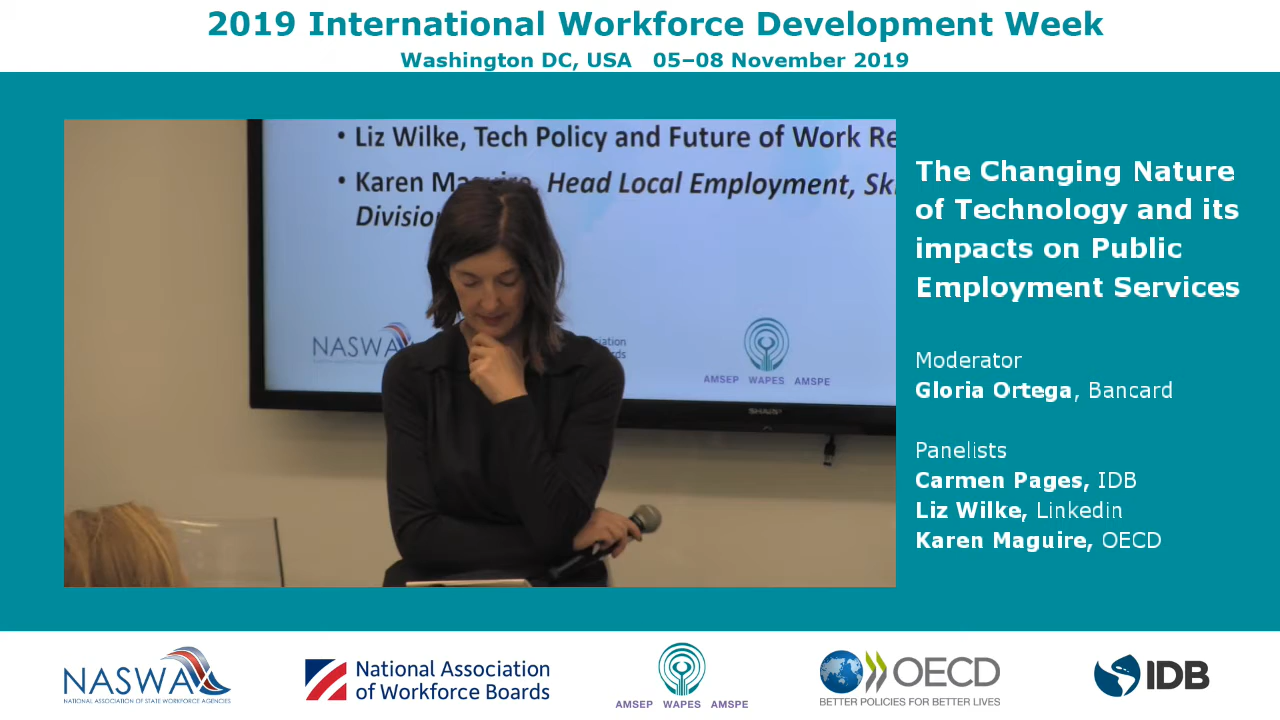 2019 International Workforce Development Week
Washington DC, USA 05–08 November 2019
• Liz Wilke, Tech Policy and Future of Work Re
• Karen Maguire, Head Local Employment, Sk
Division
NASWA
AMSEP WAPES AMSPE
SHARP
The Changing Nature
of Technology and its
impacts on Public
Employment Services
Moderator
Gloria Ortega, Bancard
Panelists
Carmen Pages, IDB
Liz Wilke, Linkedin
Karen Maguire, OECD
NASWA
NATIONAL ASSOCIATION OF STATE WORKFORCE AGENCIES
National Association
of Workforce Boards
AMSEP WAPES AMSPE
OECD
BETTER POLICIES FOR BETTER LIVES
IDB